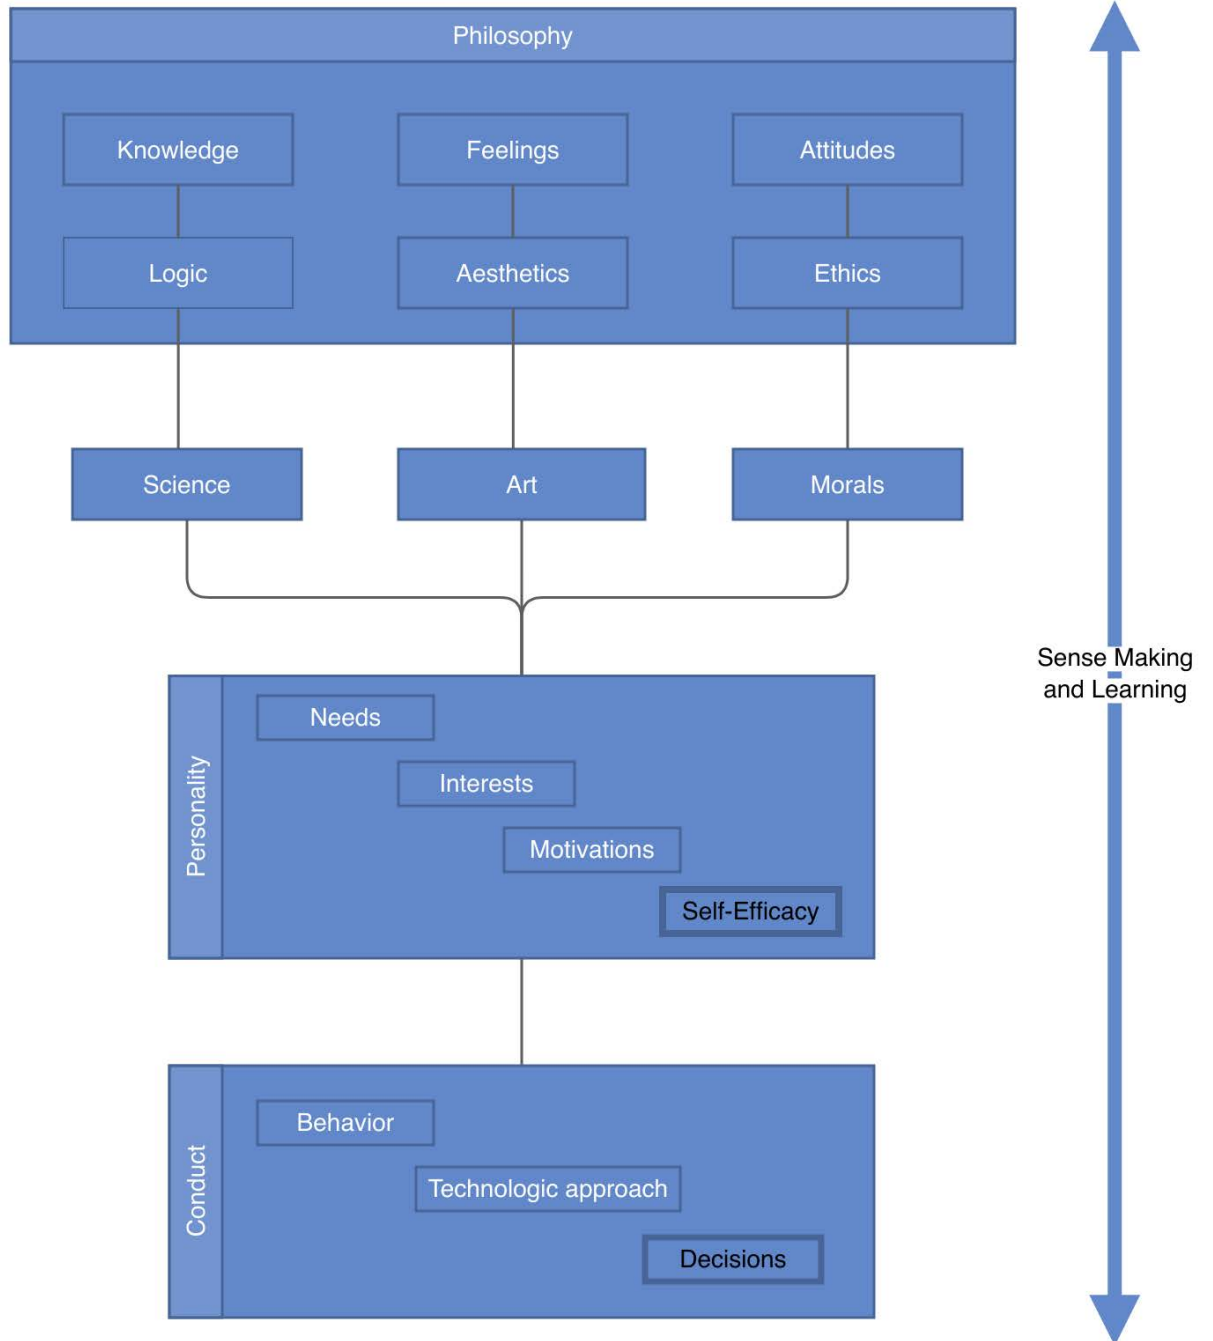 Philosophy
Knowledge
Feelings
Attitudes
Logic
Aesthetics
Ethics
Science
Art
Morals
Sense Making
and Learning
Personality
Needs
Interests
Motivations
Self-Efficacy
Conduct
Behavior
Technologic approach
Decisions